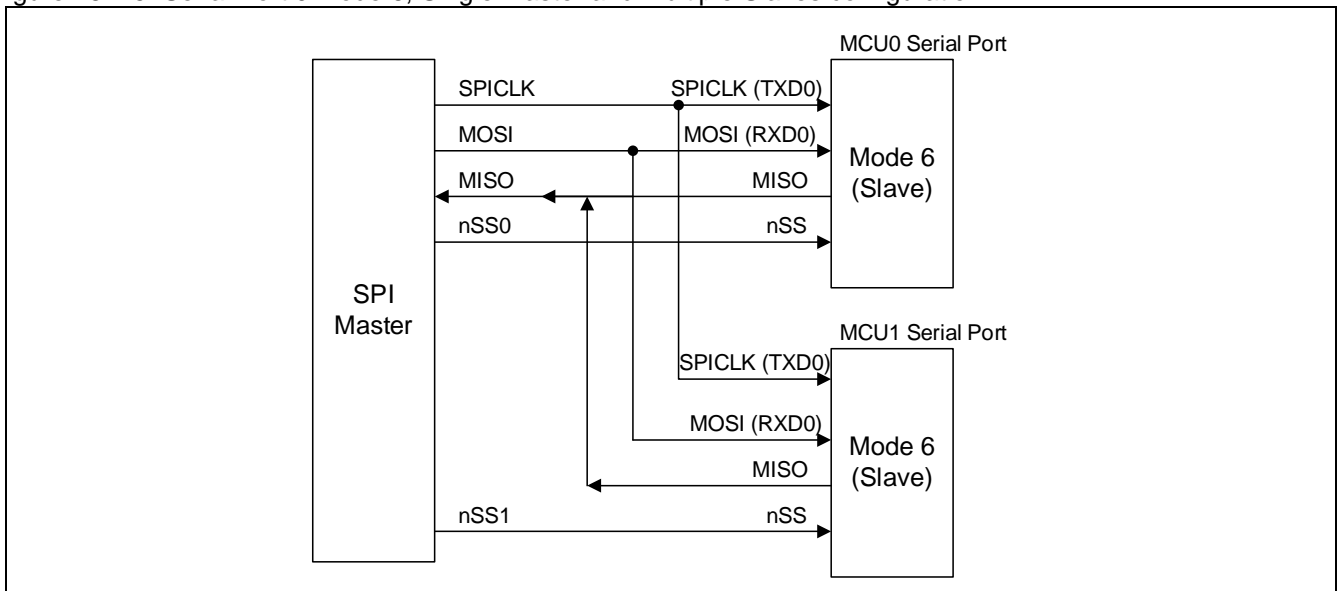 MCU0 Serial Port
SPICLK
SPICLK (TXD0)
MOSI
MOSI (RXD0)
MISO
MISO
nSS0
nSS
Mode 6
(Slave)
SPI
Master
MCU1 Serial Port
SPICLK (TXD0)
MOSI (RXD0)
MISO
nSS1
nSS
Mode 6
(Slave)